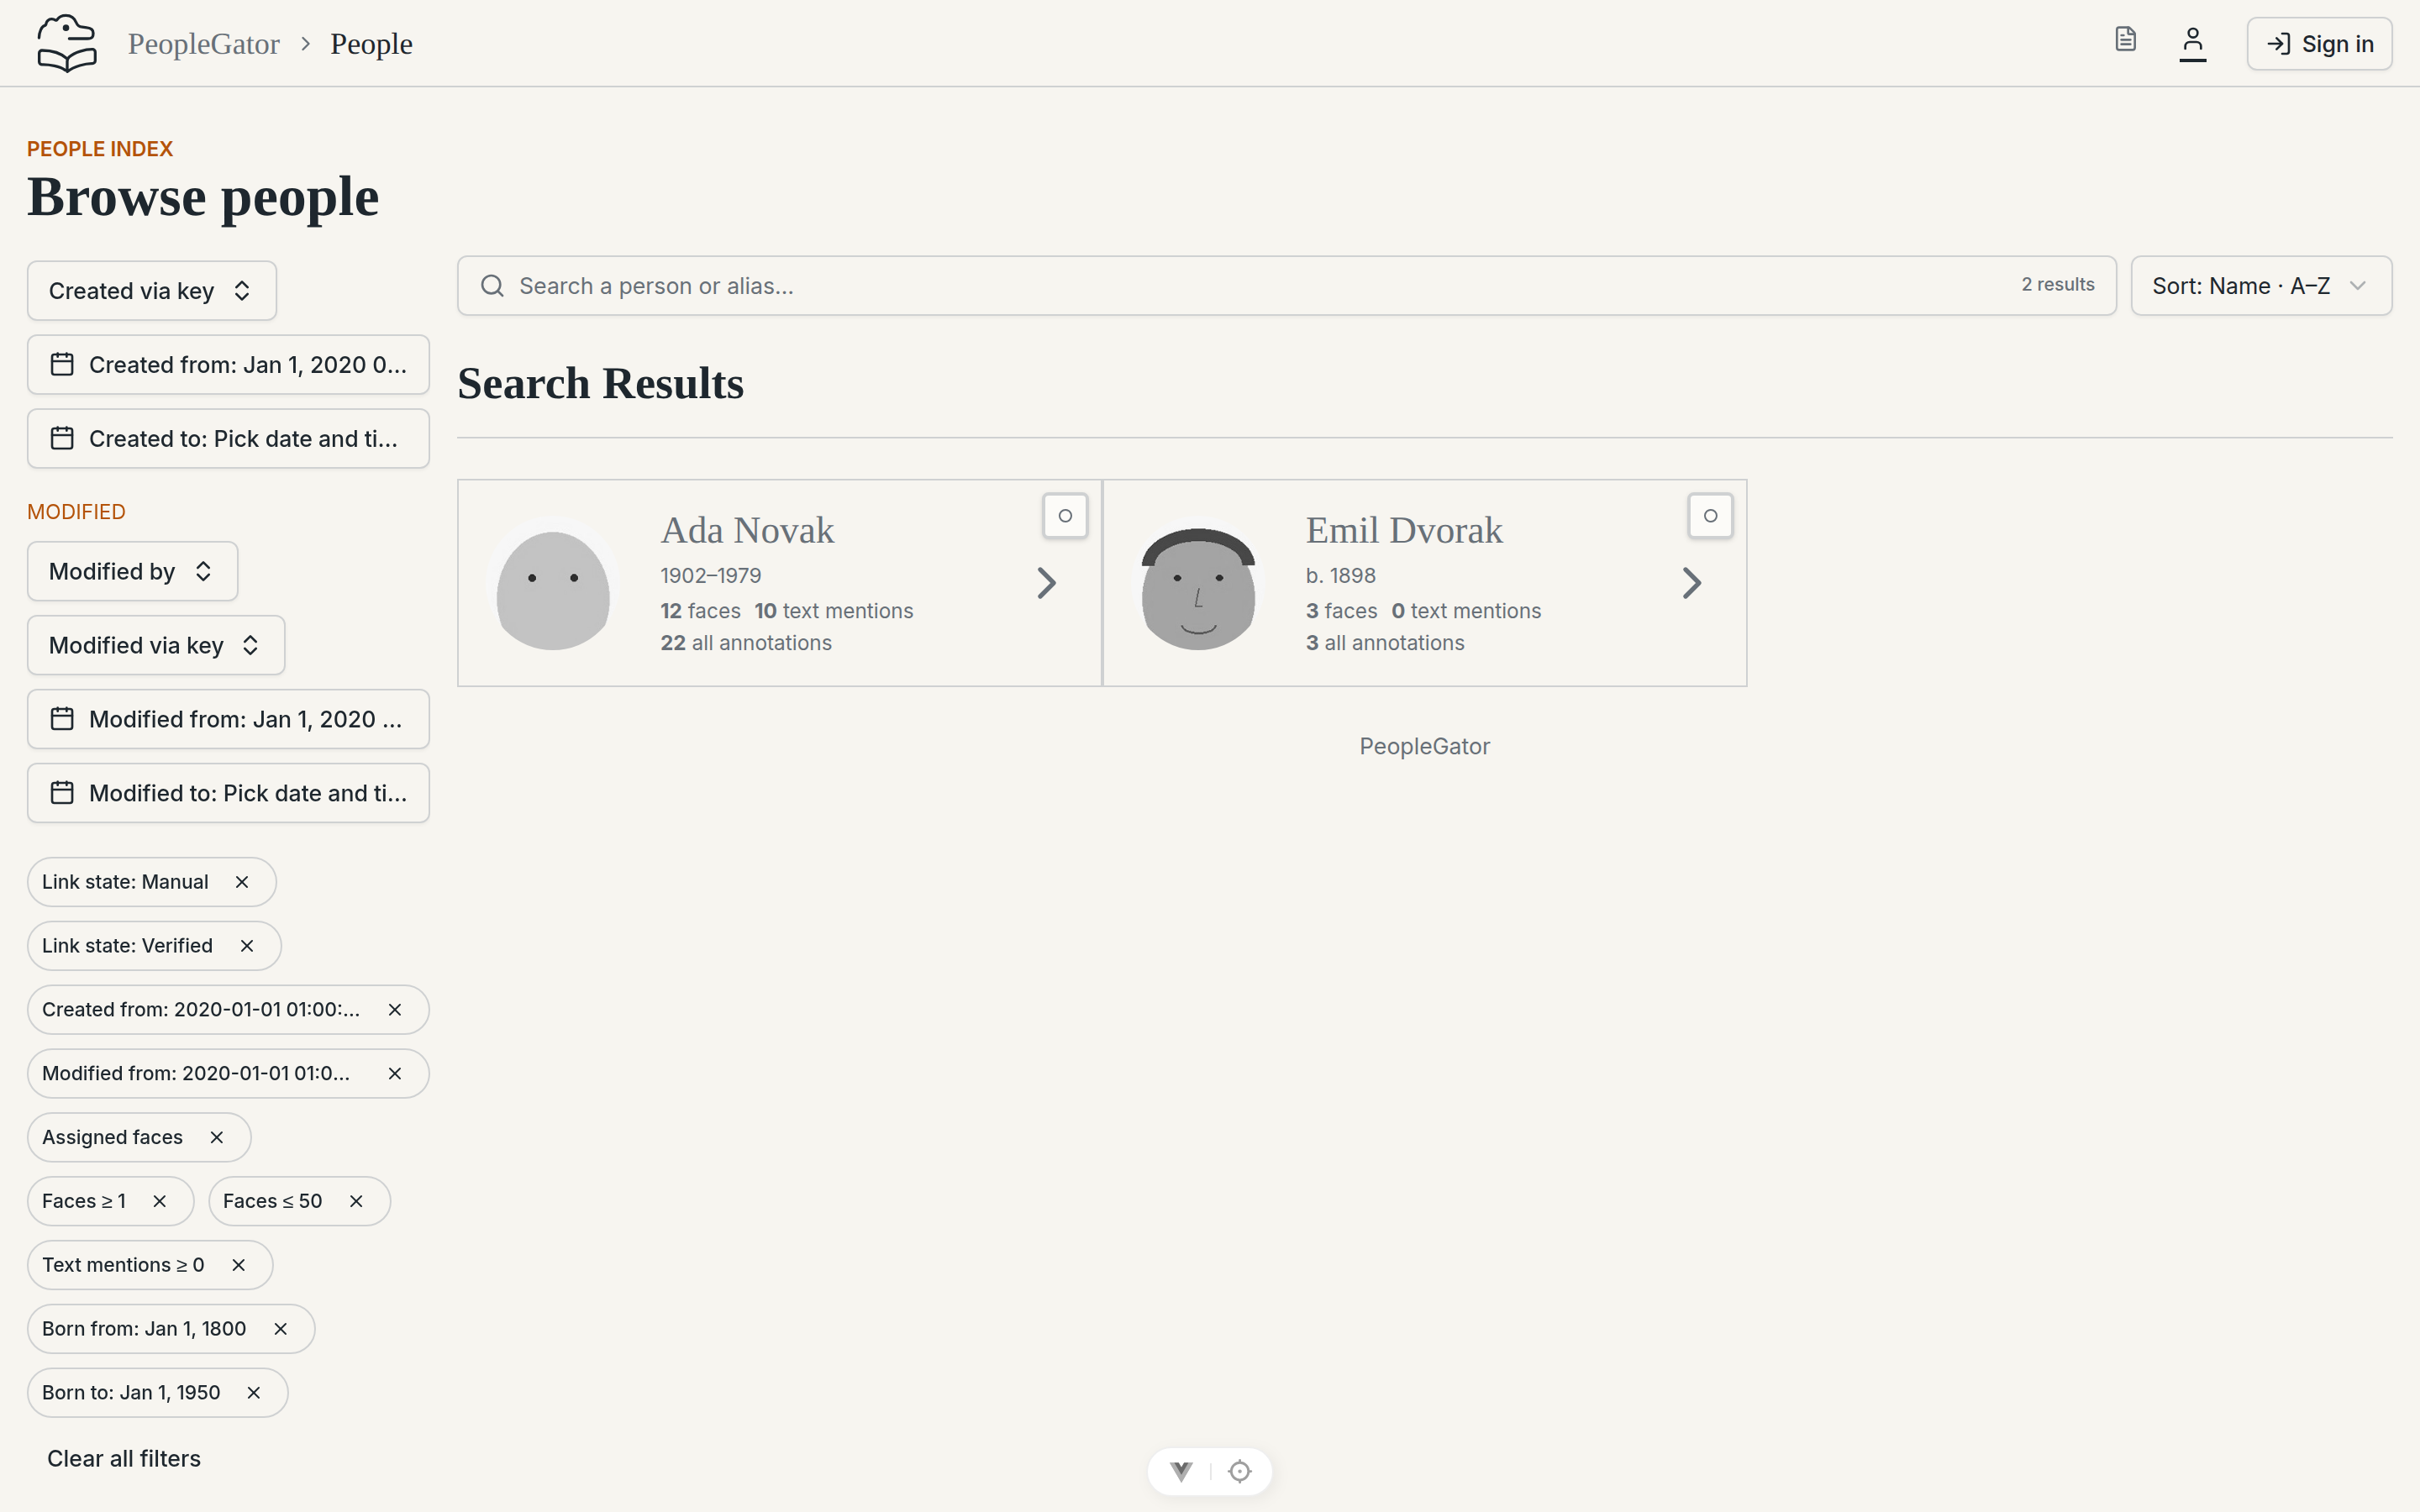 PeopleGator > People
Sign in
PEOPLE INDEX
Browse people
Created via key
Created from: Jan 1, 2020 0...
Created to: Pick date and ti...
MODIFIED
Modified by
Modified via key
Modified from: Jan 1, 2020 ...
Modified to: Pick date and ti...
Link state: Manual
Link state: Verified
Created from: 2020-01-01 01:00:...
Modified from: 2020-01-01 01:0...
Assigned faces
Faces ≥ 1
Faces ≤ 50
Text mentions ≥ 0
Born from: Jan 1, 1800
Born to: Jan 1, 1950
Clear all filters
Search a person or alias...
2 results
Sort: Name · A–Z
Search Results
Ada Novak
1902–1979
12 faces 10 text mentions
22 all annotations
Emil Dvorak
b. 1898
3 faces 0 text mentions
3 all annotations
PeopleGator